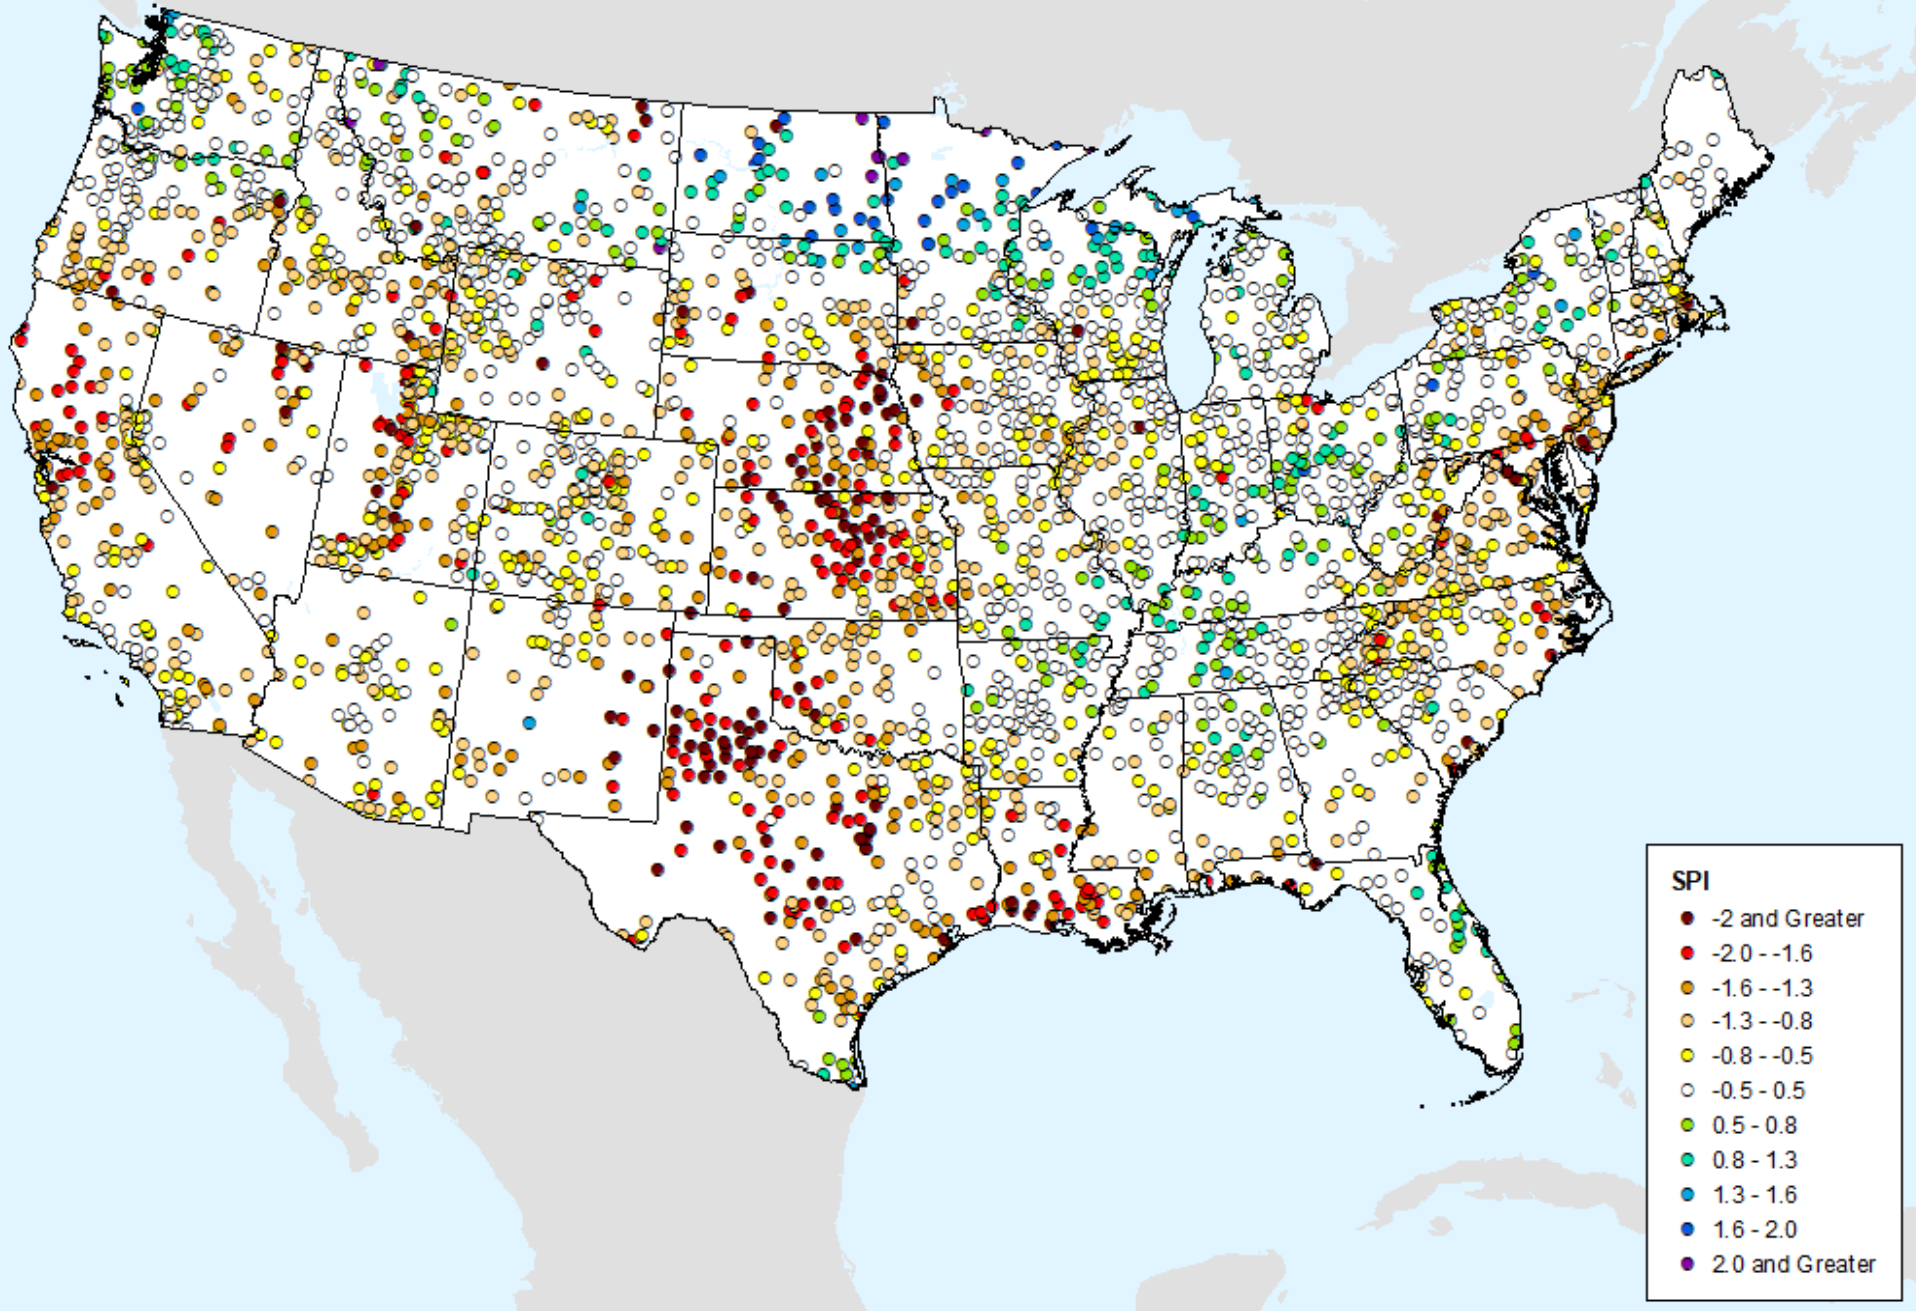 SPI
-2 and Greater
-2.0 - -1.6
-1.6 - -1.3
-1.3 - -0.8
-0.8 - -0.5
-0.5 - 0.5
0.5 - 0.8
0.8 - 1.3
1.3 - 1.6
1.6 - 2.0
2.0 and Greater